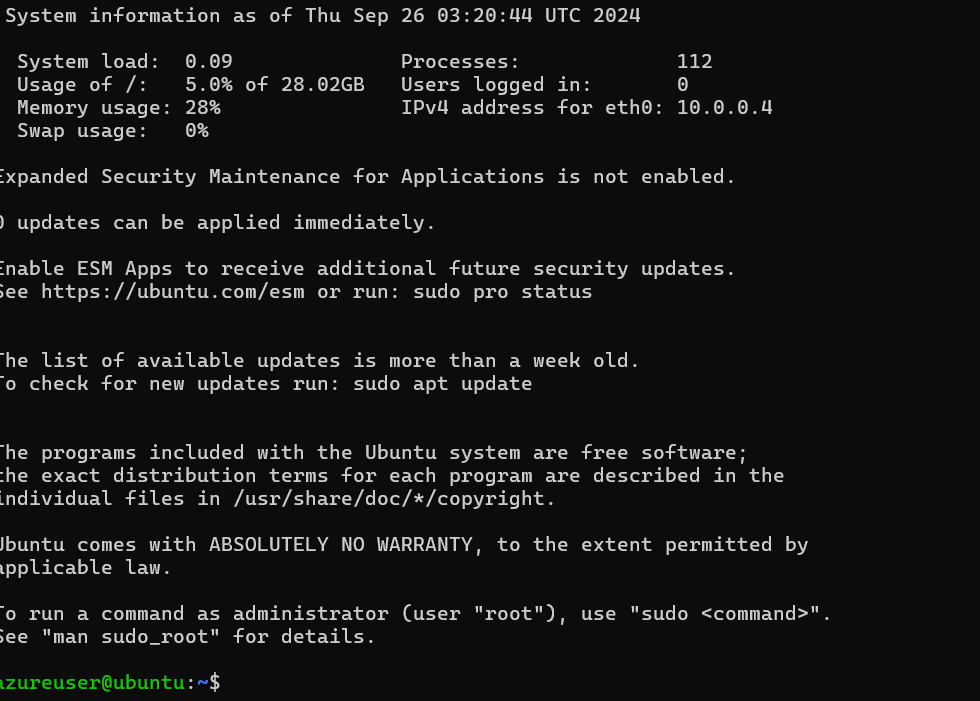 System information as of Thu Sep 26 03:20:44 UTC 2024
System load: 0.09 Processes: 112
Usage of /: 5.0% of 28.02GB Users logged in: 0
Memory usage: 28% IPv4 address for eth0: 10.0.0.4
Swap usage: 0%
Expanded Security Maintenance for Applications is not enabled.
0 updates can be applied immediately.
Enable ESM Apps to receive additional future security updates.
See https://ubuntu.com/esm or run: sudo pro status
The list of available updates is more than a week old.
To check for new updates run: sudo apt update
The programs included with the Ubuntu system are free software;
the exact distribution terms for each program are described in the
individual files in /usr/share/doc/*/copyright.
Ubuntu comes with ABSOLUTELY NO WARRANTY, to the extent permitted by
applicable law.
To run a command as administrator (user "root"), use "sudo <command>".
See "man sudo_root" for details.
azureuser@ubuntu:~$